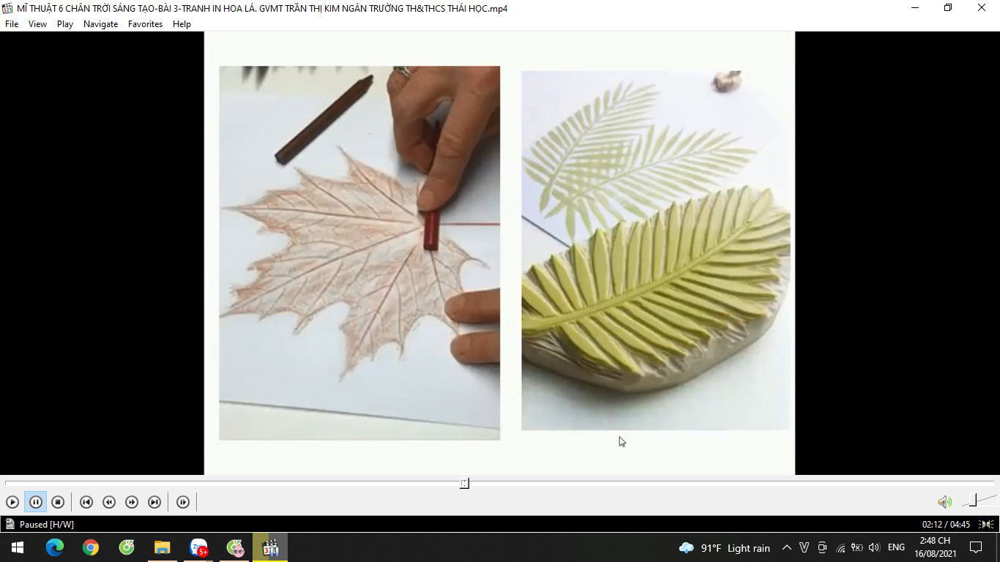 MĨ THUẬT 6 CHÂN TRỜI SÁNG TẠO-BÀI 3-TRANH IN HOA LÁ. GVMT TRẦN THỊ KIM NGÂN TRƯỜNG TH&THCS THÁI HỌC.mp4
File View Play Navigate Favorites Help
Paused [H/W]
02:12 / 04:45
5+
91°F Light rain
ENG
2:48 CH
16/08/2021